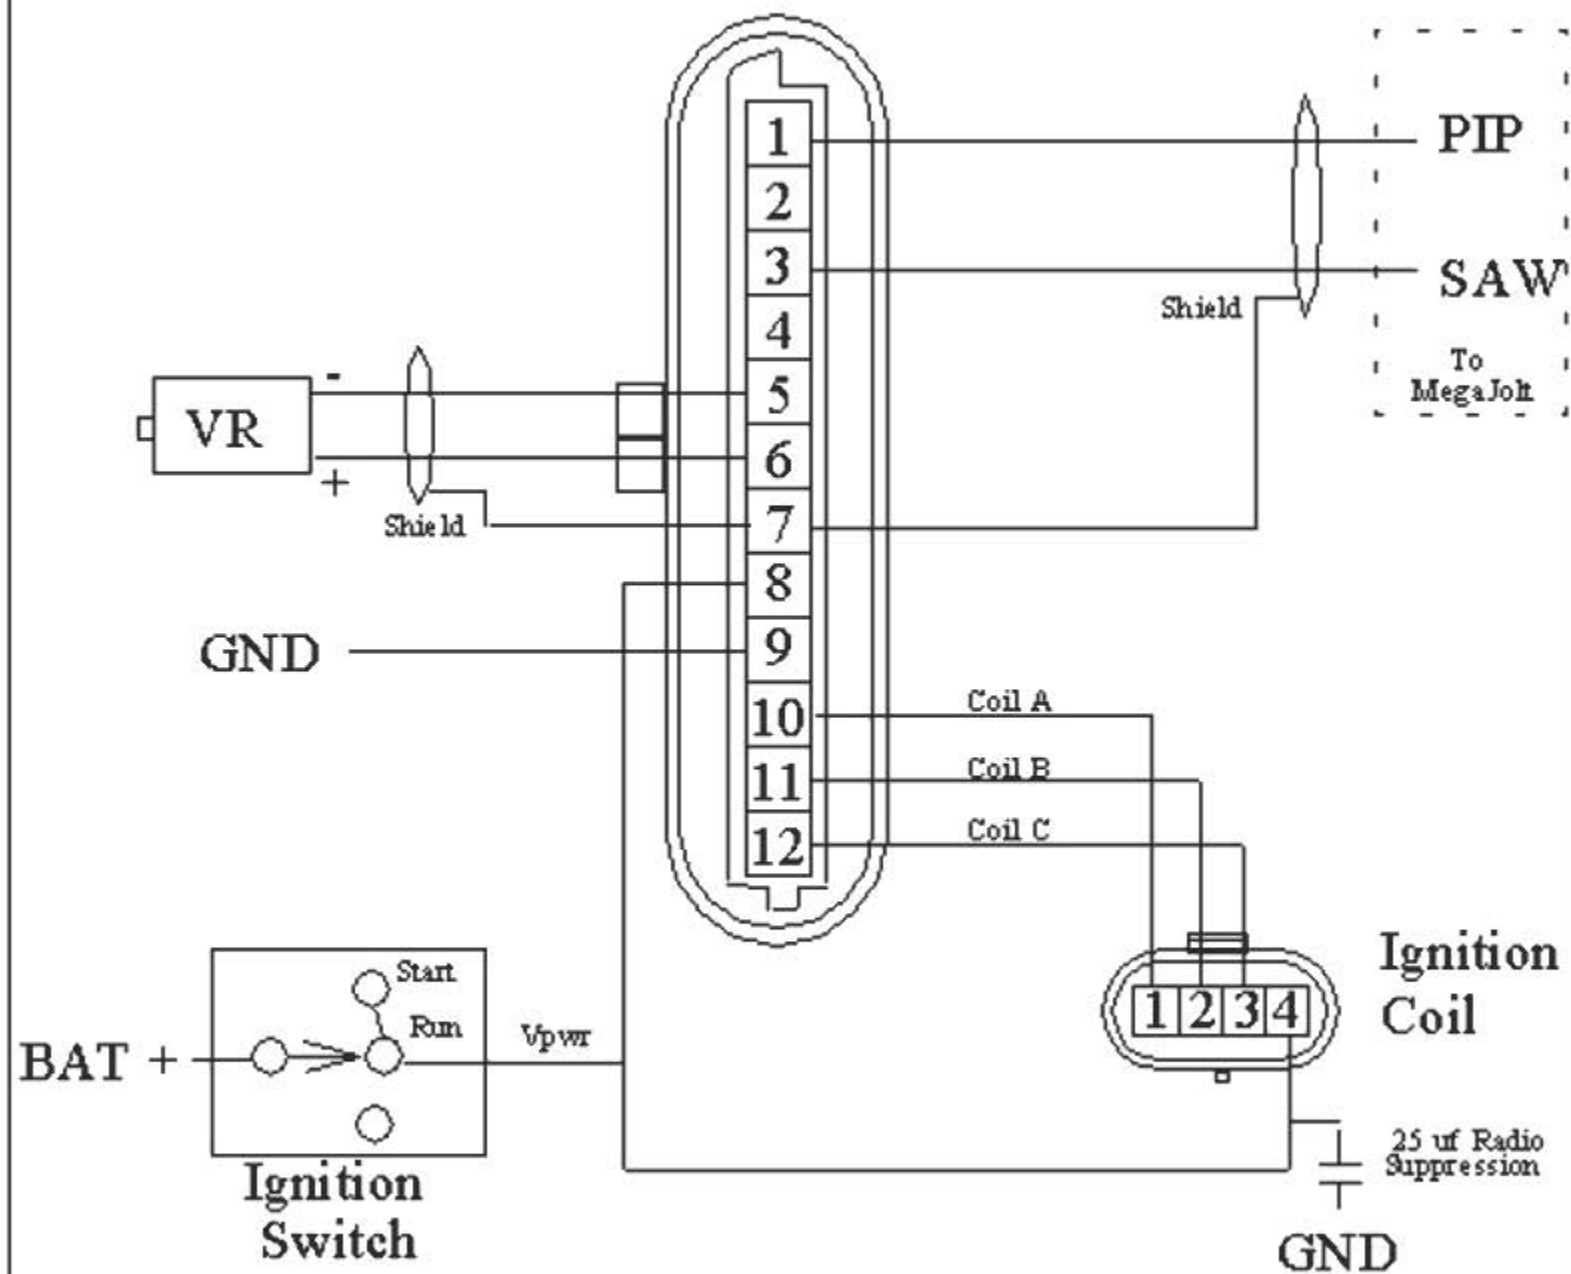 1
2
3
4
5
6
7
8
9
10
11
12
PIP
SAW
Shield
To
MegaJolt
VR
-
+
Shield
GND
Coil A
Coil B
Coil C
Start
Run
BAT +
Vpwr
Ignition
Switch
1 2 3 4
Ignition
Coil
25 uf Radio
Suppression
GND